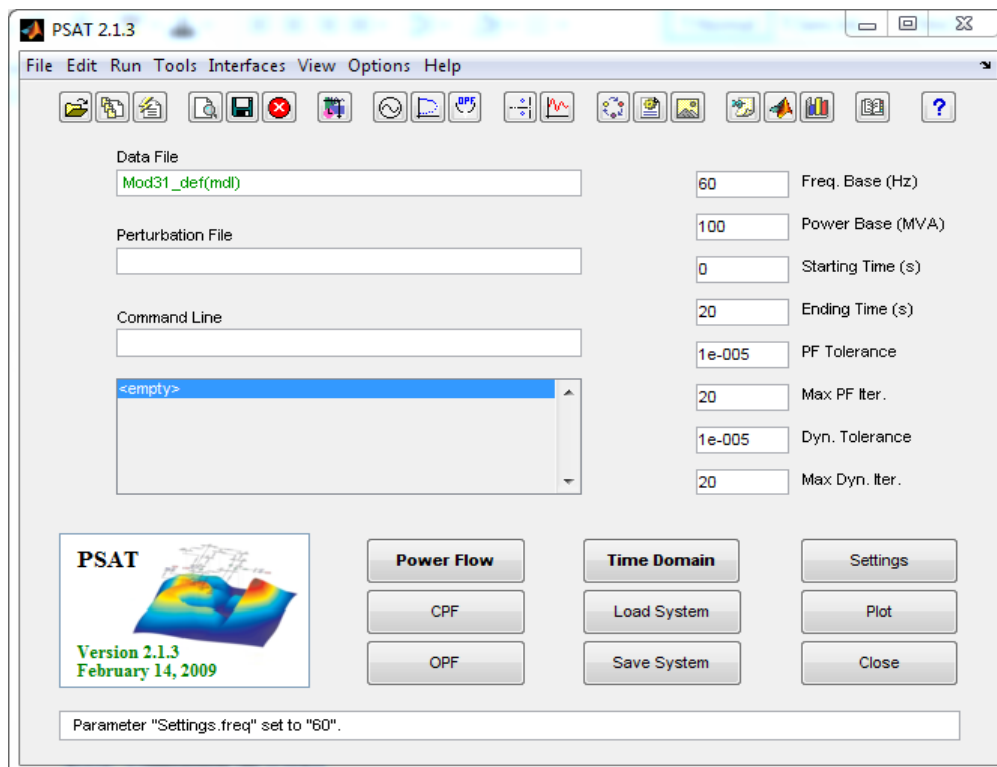 PSAT 2.1.3
File Edit Run Tools Interfaces View Options Help
OPF
?
Data File
Mod31_def(mdl)
Perturbation File
Command Line
<empty>
60 Freq. Base (Hz)
100 Power Base (MVA)
0 Starting Time (s)
20 Ending Time (s)
1e-005 PF Tolerance
20 Max PF Iter.
1e-005 Dyn. Tolerance
20 Max Dyn. Iter.
PSAT
Version 2.1.3
February 14, 2009
Power Flow Time Domain Settings
CPF Load System Plot
OPF Save System Close
Parameter "Settings.freq" set to "60".